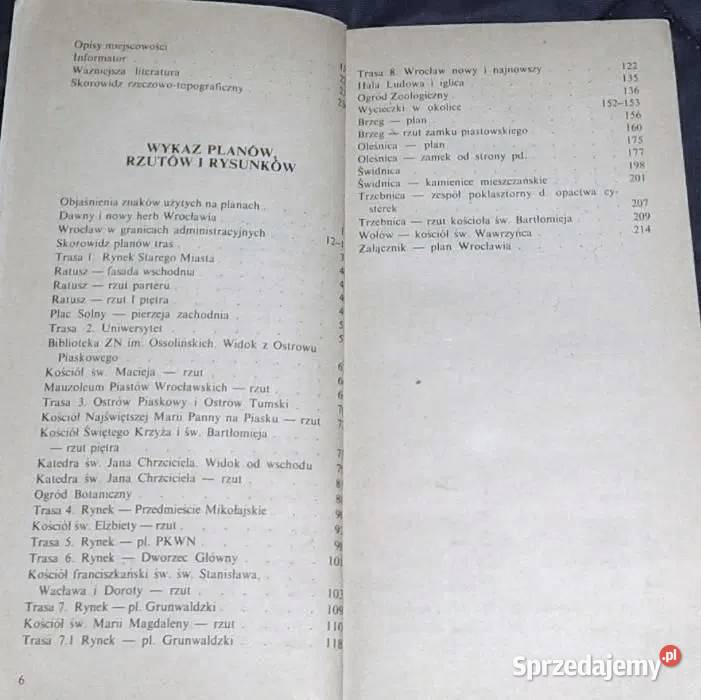 Opisy miejscowości
Informator
Ważniejsza literatura
Skorowidz rzeczowo-topograficzny
WYKAZ PLANÓW,
RZUTÓW I RYSUNKÓW
Objaśnienia znaków użytych na planach
Dawny i nowy herb Wrocławia
Wrocław w granicach administracyjnych
Skorowidz planów tras 12-
Trasa 1. Rynek Starego Miasta
Ratusz — fasada wschodnia
Ratusz — rzut parteru
Ratusz — rzut I piętra
Plac Solny — pierzeja zachodnia
Trasa 2. Uniwersytet
Biblioteka ZN im. Ossolińskich. Widok z Ostrowu
Piaskowego
Kościół św. Macieja — rzut
Mauzoleum Piastów Wrocławskich — rzut
Trasa 3. Ostrów Piaskowy i Ostrow Tumski
Kościół Najświętszej Marii Panny na Piasku — rzut
Kościół Świętego Krzyża i św. Bartłomieja
— rzut piętra
Katedra św. Jana Chrzciciela. Widok od wschodu
Katedra św. Jana Chrzciciela — rzut
Ogród Botaniczny
Trasa 4. Rynek — Przedmieście Mikołajskie
Kościół św. Elżbiety — rzut
Trasa 5. Rynek — pl. PKWN
Trasa 6. Rynek — Dworzec Główny 101
Kościół franciszkański św. św. Stanisława,
Wacława i Doroty — rzut 103
Trasa 7. Rynek — pl. Grunwaldzki 109
Kościół św. Marii Magdaleny — rzut 110
Trasa 7.1 Rynek — pl. Grunwaldzki 118
6
Trasa 8. Wrocław nowy i najnowszy 122
Hala Ludowa i iglica 135
Ogród Zoologiczny 136
Wycieczki w okolice 152—153
Brzeg — plan 156
Brzeg — rzut zamku piastowskiego 160
Oleśnica — plan 175
Oleśnica — zamek od strony pd. 177
Świdnica 198
Świdnica — kamienice mieszczańskie 201
Trzebnica — zespół poklasztorny d. opactwa cy-
sterek 207
Trzebnica — rzut kościoła św. Bartłomieja 209
Wołów — kościół św. Wawrzyńca 214
Załącznik — plan Wrocławia
Sprzedajemy.pl